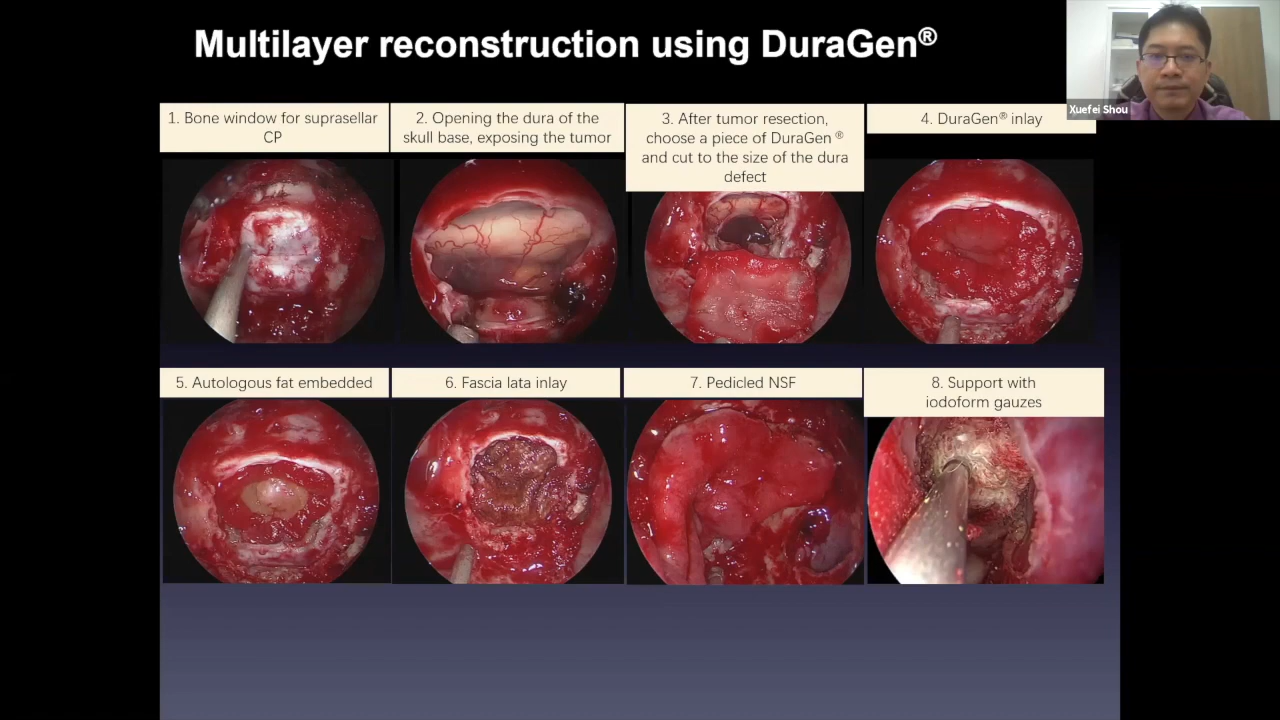 Multilayer reconstruction using DuraGen®
Xuefei Shou
1. Bone window for suprasellar
CP
2. Opening the dura of the
skull base, exposing the tumor
3. After tumor resection,
choose a piece of DuraGen ®
and cut to the size of the dura
defect
4. DuraGen® inlay
5. Autologous fat embedded
6. Fascia lata inlay
7. Pedicled NSF
8. Support with
iodoform gauzes